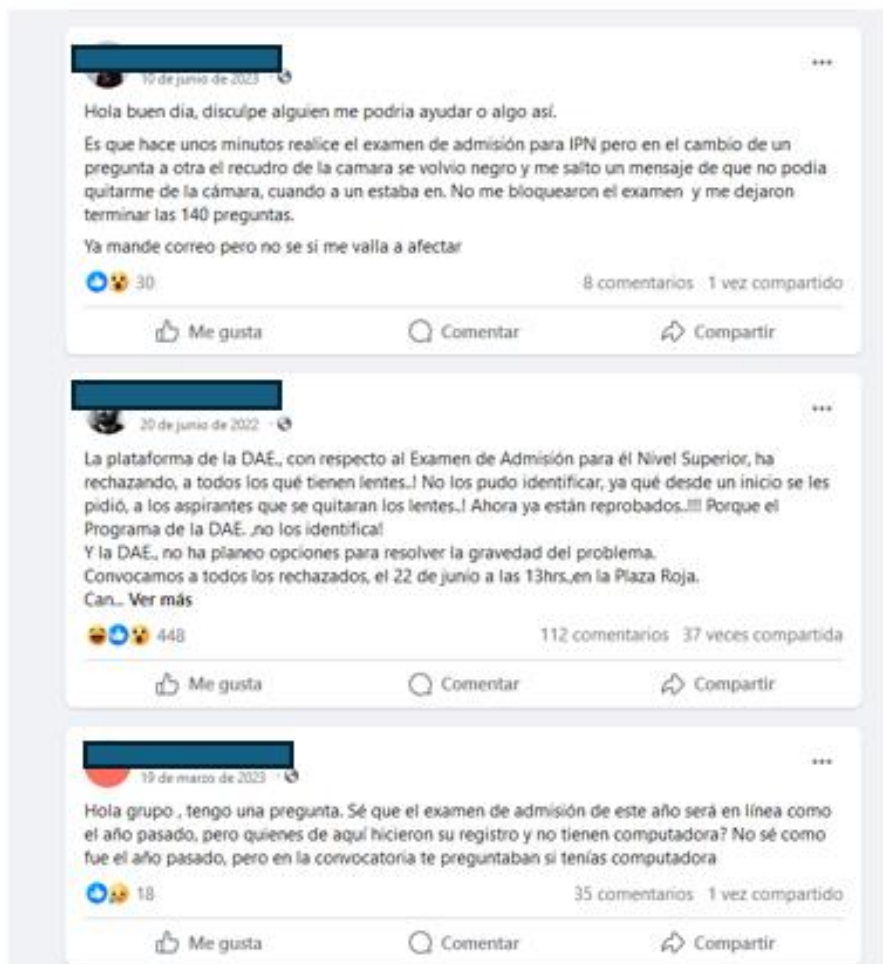 10 de junio de 2023
Hola buen dia, disculpe alguien me podria ayudar o algo así.
Es que hace unos minutos realice el examen de admisión para IPN pero en el cambio de un
pregunta a otra el recudro de la camara se volvio negro y me salto un mensaje de que no podia
quitarme de la cámara, cuando a un estaba en. No me bloquearon el examen y me dejaron
terminar las 140 preguntas.
Ya mande correo pero no se si me valla a afectar
30
8 comentarios 1 vez compartido
Me gusta
Comentar
Compartir
20 de junio de 2022
La plataforma de la DAE., con respecto al Examen de Admisión para él Nivel Superior, ha
rechazando, a todos los qué tienen lentes..! No los pudo identificar, ya qué desde un inicio se les
pidió, a los aspirantes que se quitaran los lentes..! Ahora ya están reprobados..!!! Porque el
Programa de la DAE. ,no los identifica!
Y la DAE., no ha planeo opciones para resolver la gravedad del problema.
Convocamos a todos los rechazados, el 22 de junio a las 13hrs.,en la Plaza Roja.
Can... Ver más
448
112 comentarios 37 veces compartida
Me gusta
Comentar
Compartir
19 de marzo de 2023
Hola grupo , tengo una pregunta. Sé que el examen de admisión de este año será en línea como
el año pasado, pero quienes de aquí hicieron su registro y no tienen computadora? No sé como
fue el año pasado, pero en la convocatoria te preguntaban si tenías computadora
18
35 comentarios 1 vez compartido
Me gusta
Comentar
Compartir